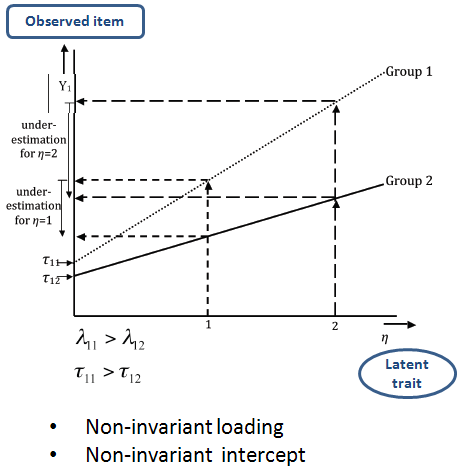 Observed item
Y1
Group 1
under-
estimation
for η=2
under-
estimation
for η=1
Group 2
τ11
τ12
1
2
η
λ11 > λ12
τ11 > τ12
Latent
trait
• Non-invariant loading
• Non-invariant intercept